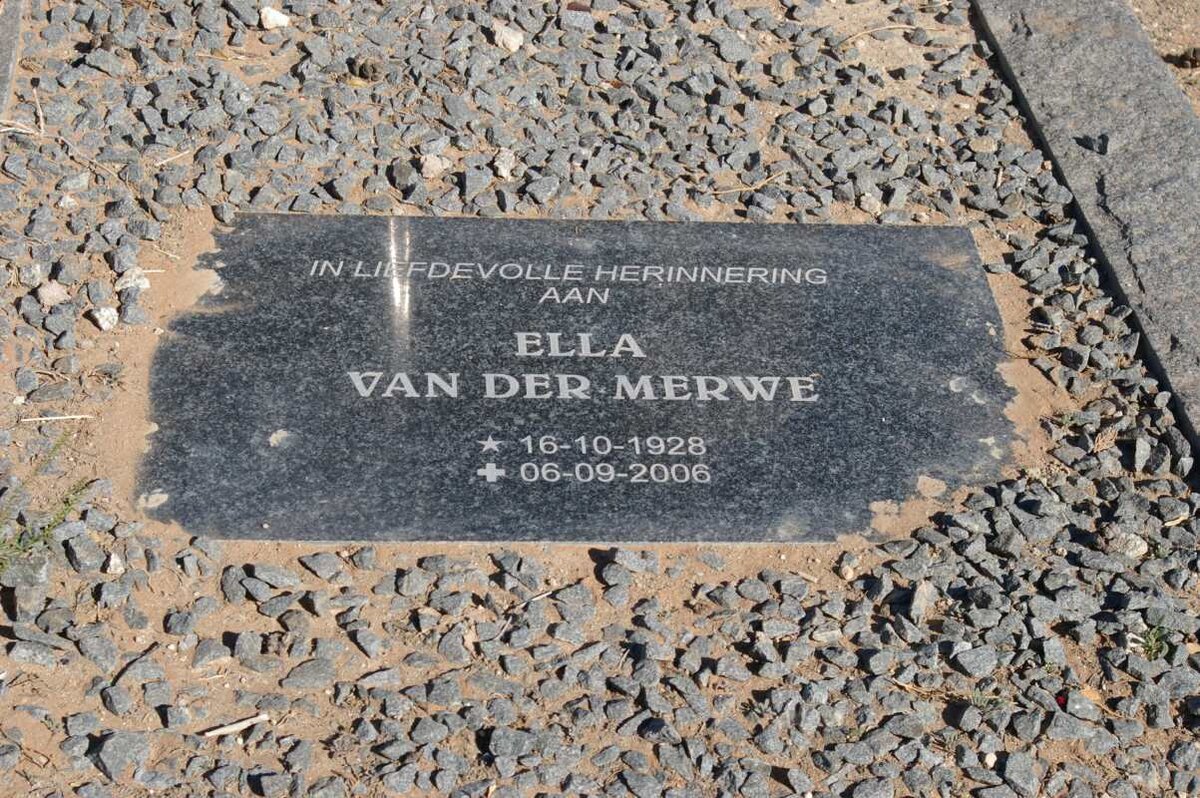 IN LIEFDEVOLLE HERINNERING
AAN
ELLA
VAN DER MERWE
★ 16-10-1928
✚ 06-09-2006